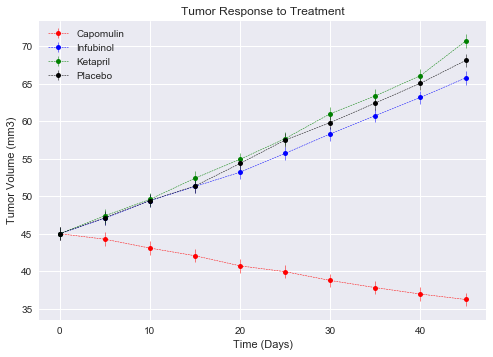 Tumor Response to Treatment
Capomulin
Infubinol
Ketapril
Placebo
Tumor Volume (mm3)
70
65
60
55
50
45
40
35
0
10
20
30
40
Time (Days)